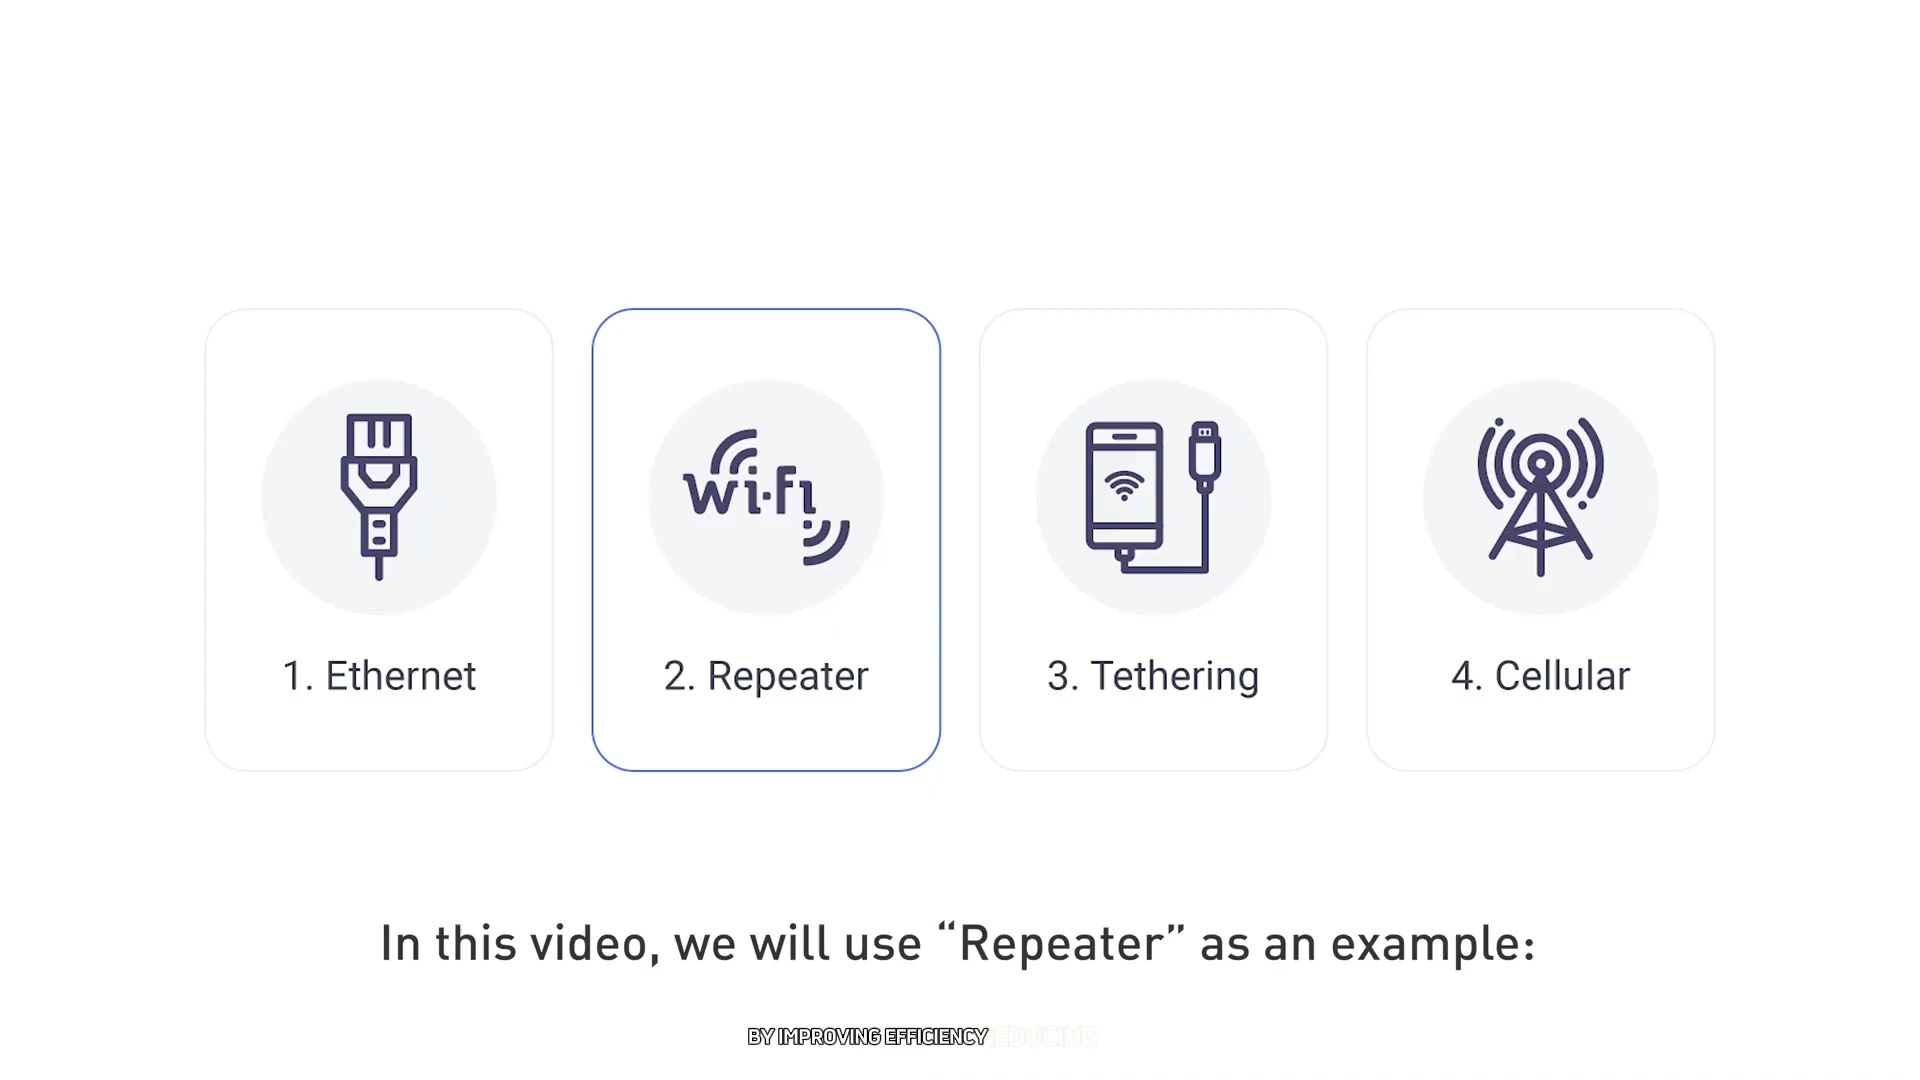 wi-fi
1. Ethernet
2. Repeater
3. Tethering
4. Cellular
In this video, we will use “Repeater” as an example:
BY IMPROVING EFFICIENCY